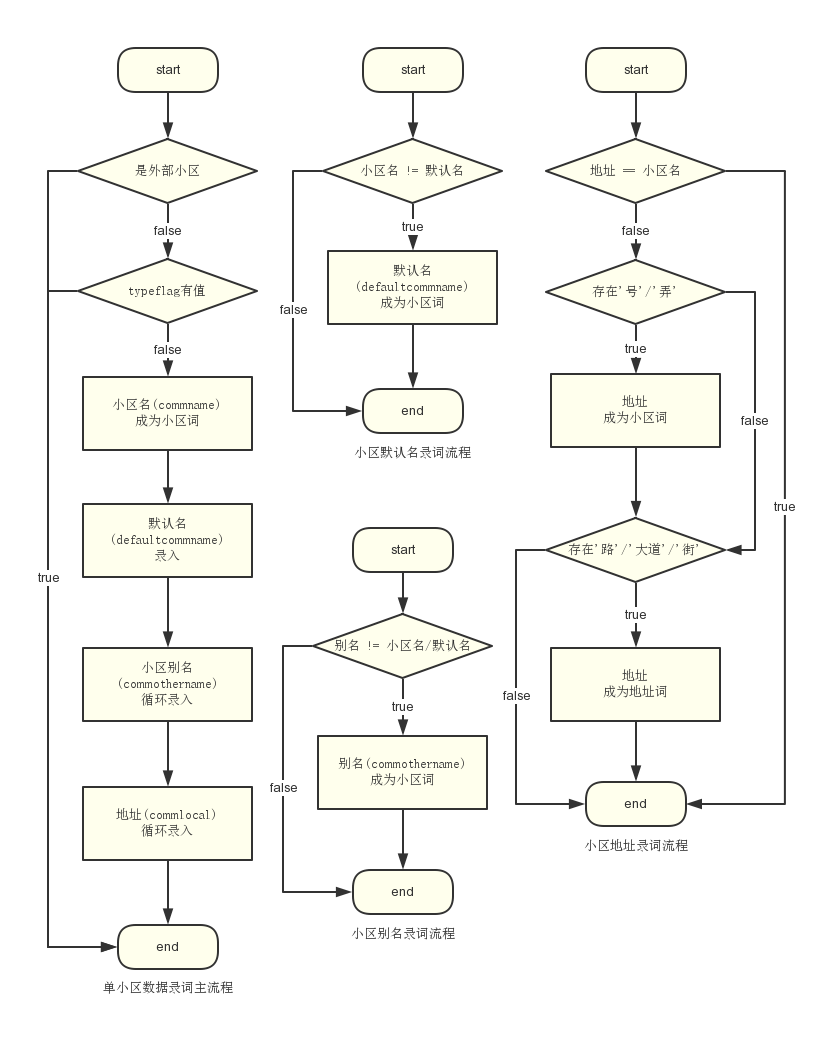 start
是外部小区
false
typeflag有值
false
小区名(commname)
成为小区词
默认名
(defaultcommname)
录入
true
小区别名
(commothername)
循环录入
地址(commlocal)
循环录入
end
单小区数据录词主流程
start
小区名 != 默认名
true
默认名
(defaultcommname)
成为小区词
false
end
小区默认名录词流程
start
别名 != 小区名/默认名
true
别名(commothername)
成为小区词
false
end
小区别名录词流程
start
地址 == 小区名
false
存在'号'/'弄'
true
地址
成为小区词
false
true
存在'路'/'大道'/'街'
true
地址
成为地址词
false
end
小区地址录词流程